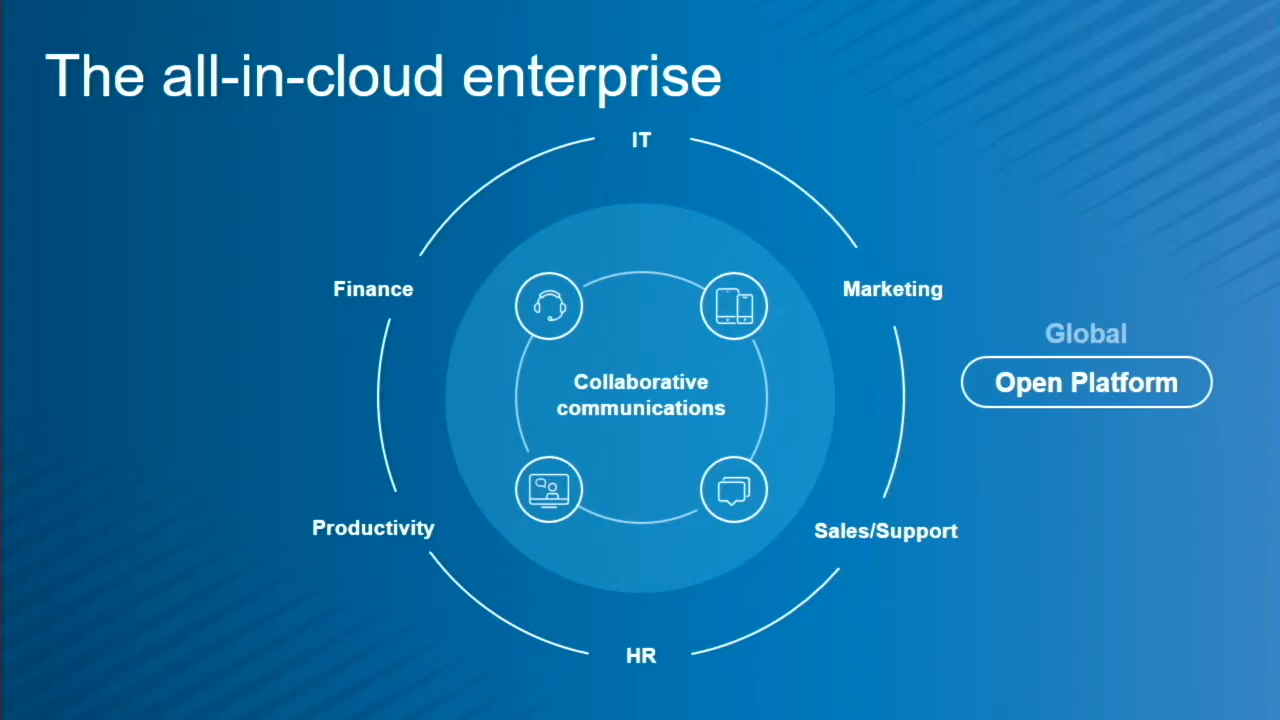 The all-in-cloud enterprise
IT
Finance
Marketing
Global
Open Platform
Collaborative
communications
Productivity
Sales/Support
HR